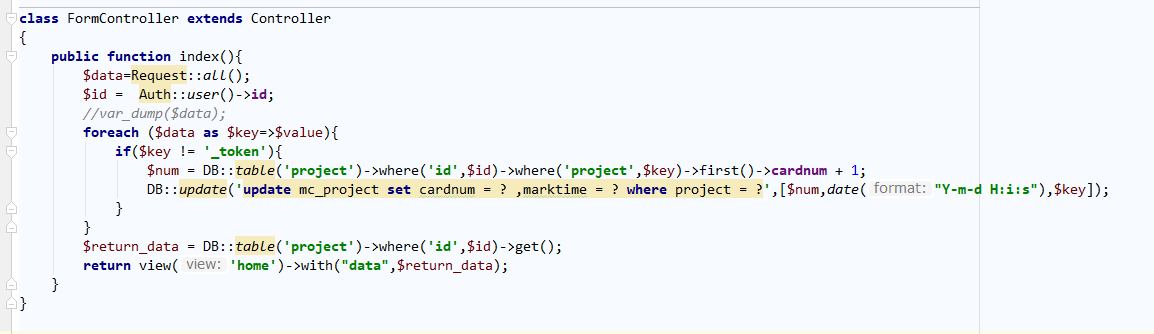 class FormController extends Controller
{
    public function index(){
        $data=Request::all();
        $id =  Auth::user()->id;
        //var_dump($data);
        foreach ($data as $key=>$value){
            if($key != '_token'){
                $num = DB::table('project')->where('id',$id)->where('project',$key)->first()->cardnum + 1;
                DB::update('update mc_project set cardnum = ? ,marktime = ? where project = ?',[$num,date( format: "Y-m-d H:i:s"),$key]);
            }
        }
        $return_data = DB::table('project')->where('id',$id)->get();
        return view( view: 'home')->with("data",$return_data);
    }
}